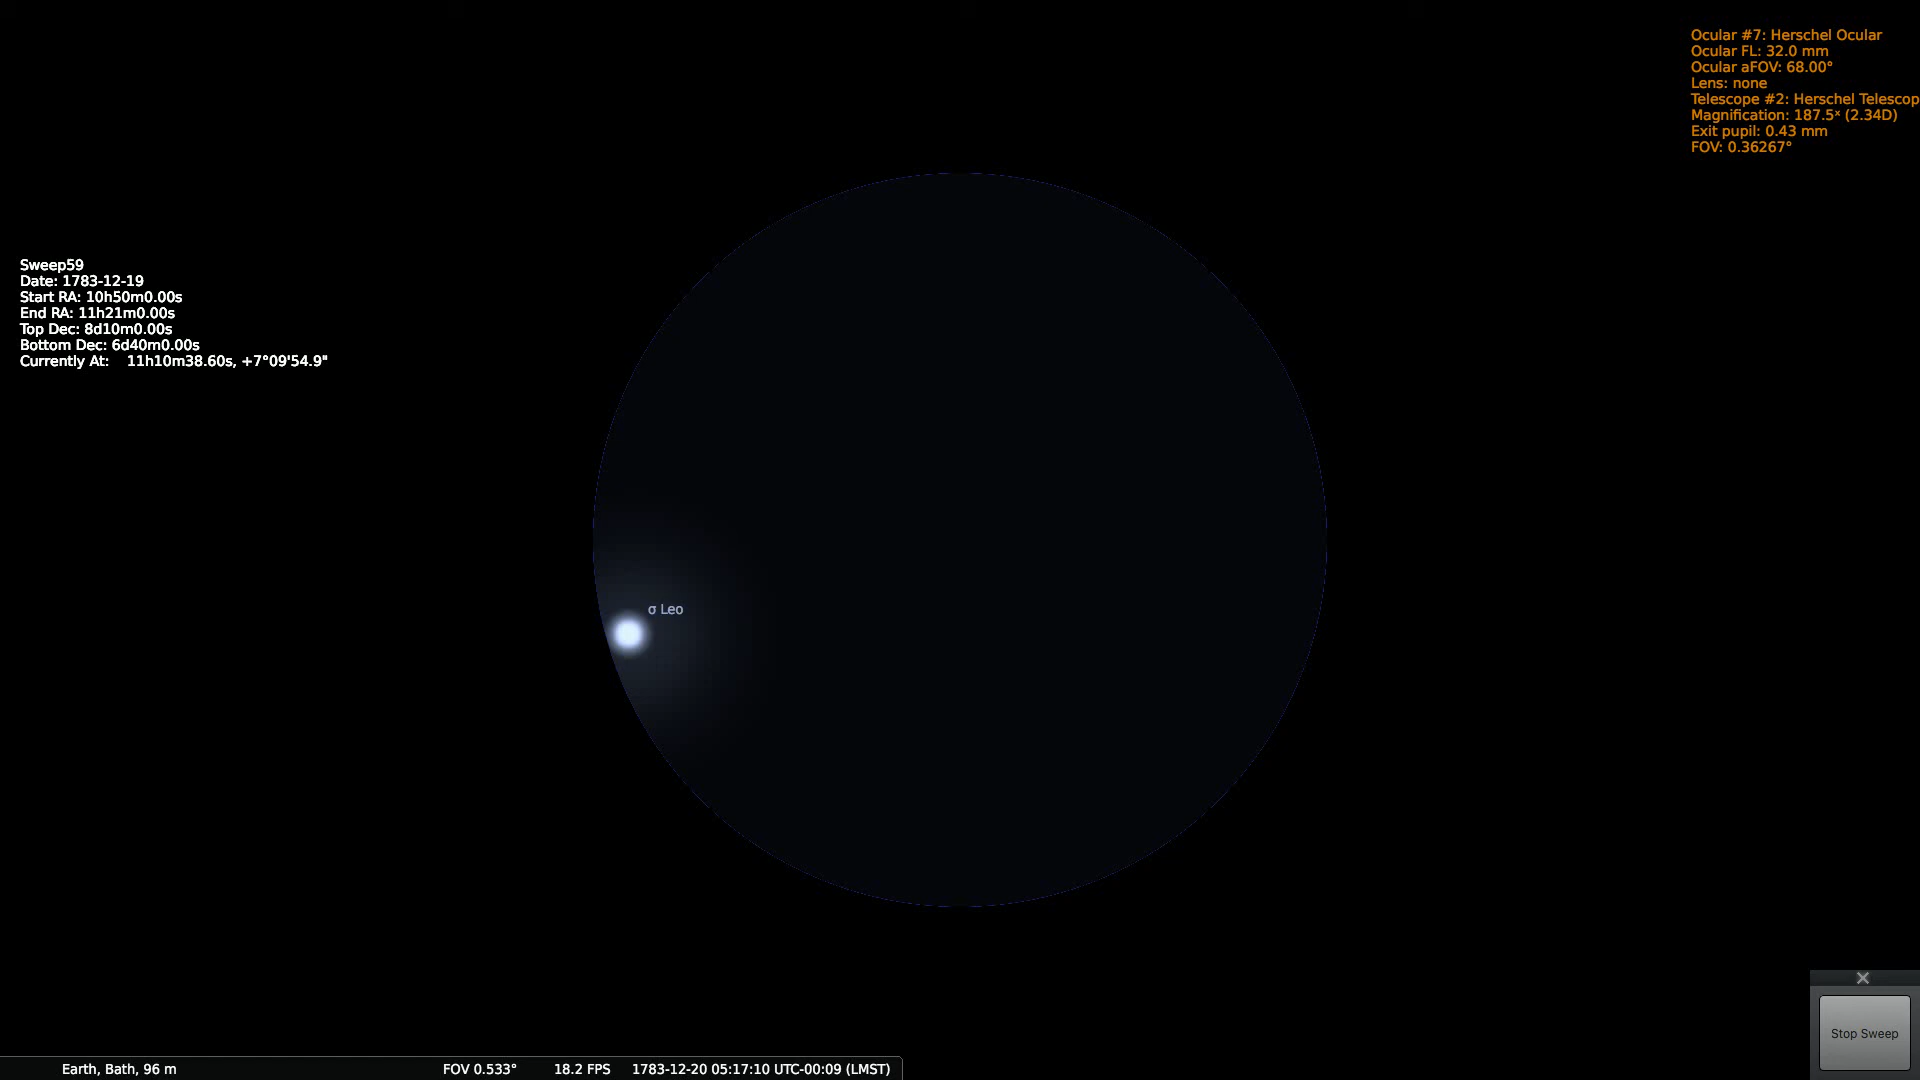 Ocular #7: Herschel Ocular
Ocular FL: 32.0 mm
Ocular aFOV: 68.00°
Lens: none
Telescope #2: Herschel Telescop
Magnification: 187.5ˣ (2.34D)
Exit pupil: 0.43 mm
FOV: 0.36267°
Sweep59
Date: 1783-12-19
Start RA: 10h50m0.00s
End RA: 11h21m0.00s
Top Dec: 8d10m0.00s
Bottom Dec: 6d40m0.00s
Currently At: 11h10m38.60s, +7°09'54.9"
σ Leo
Stop Sweep
Earth, Bath, 96 m FOV 0.533° 18.2 FPS 1783-12-20 05:17:10 UTC-00:09 (LMST)